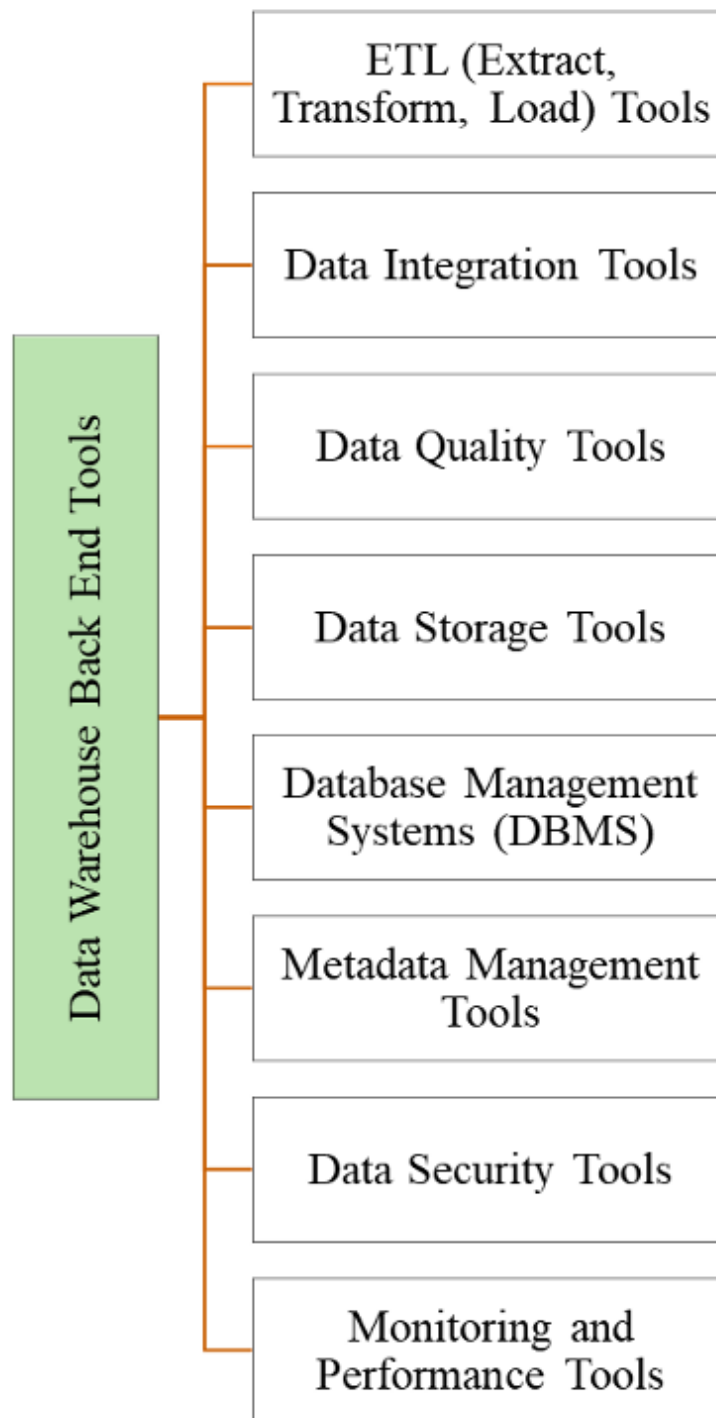 Data Warehouse Back End Tools
ETL (Extract,
Transform, Load) Tools
Data Integration Tools
Data Quality Tools
Data Storage Tools
Database Management
Systems (DBMS)
Metadata Management
Tools
Data Security Tools
Monitoring and
Performance Tools